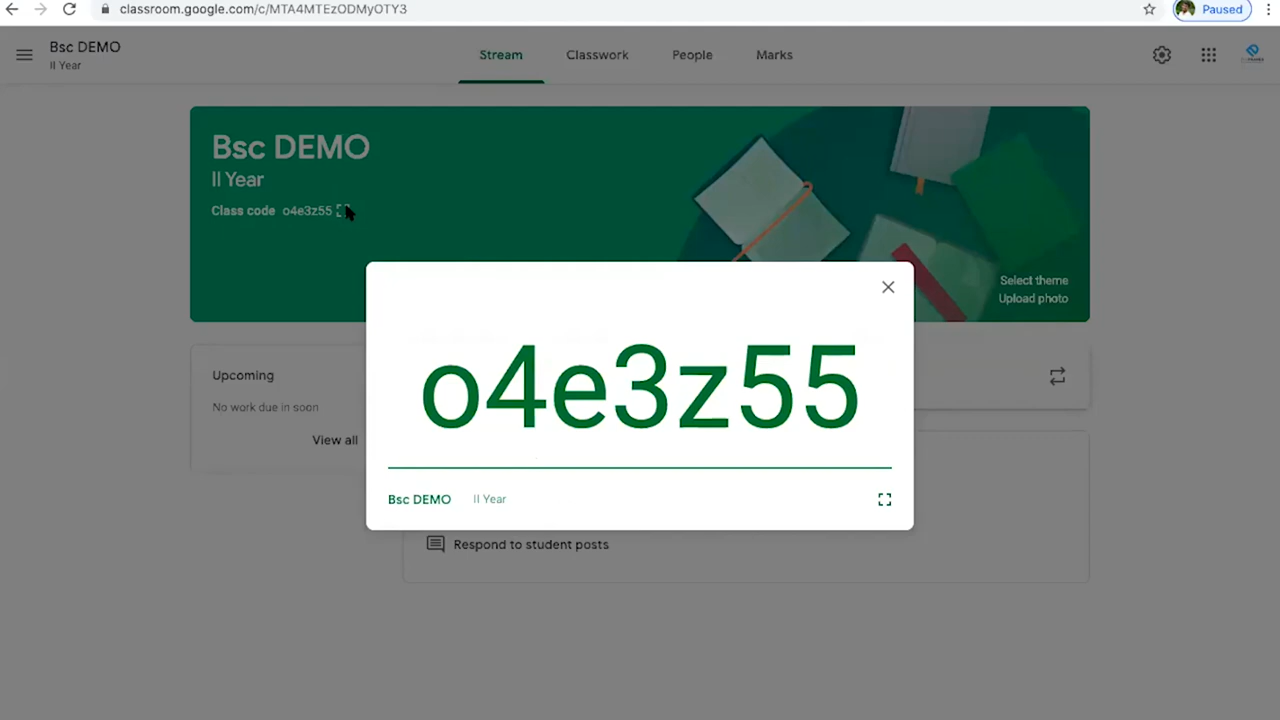 classroom.google.com/c/MTA4MTEzODMyOTY3
Paused
Bsc DEMO
II Year
Stream
Classwork
People
Marks
Bsc DEMO
II Year
Class code o4e3z55
Select theme
Upload photo
o4e3z55
Bsc DEMO II Year
Upcoming
No work due in soon
View all
Respond to student posts